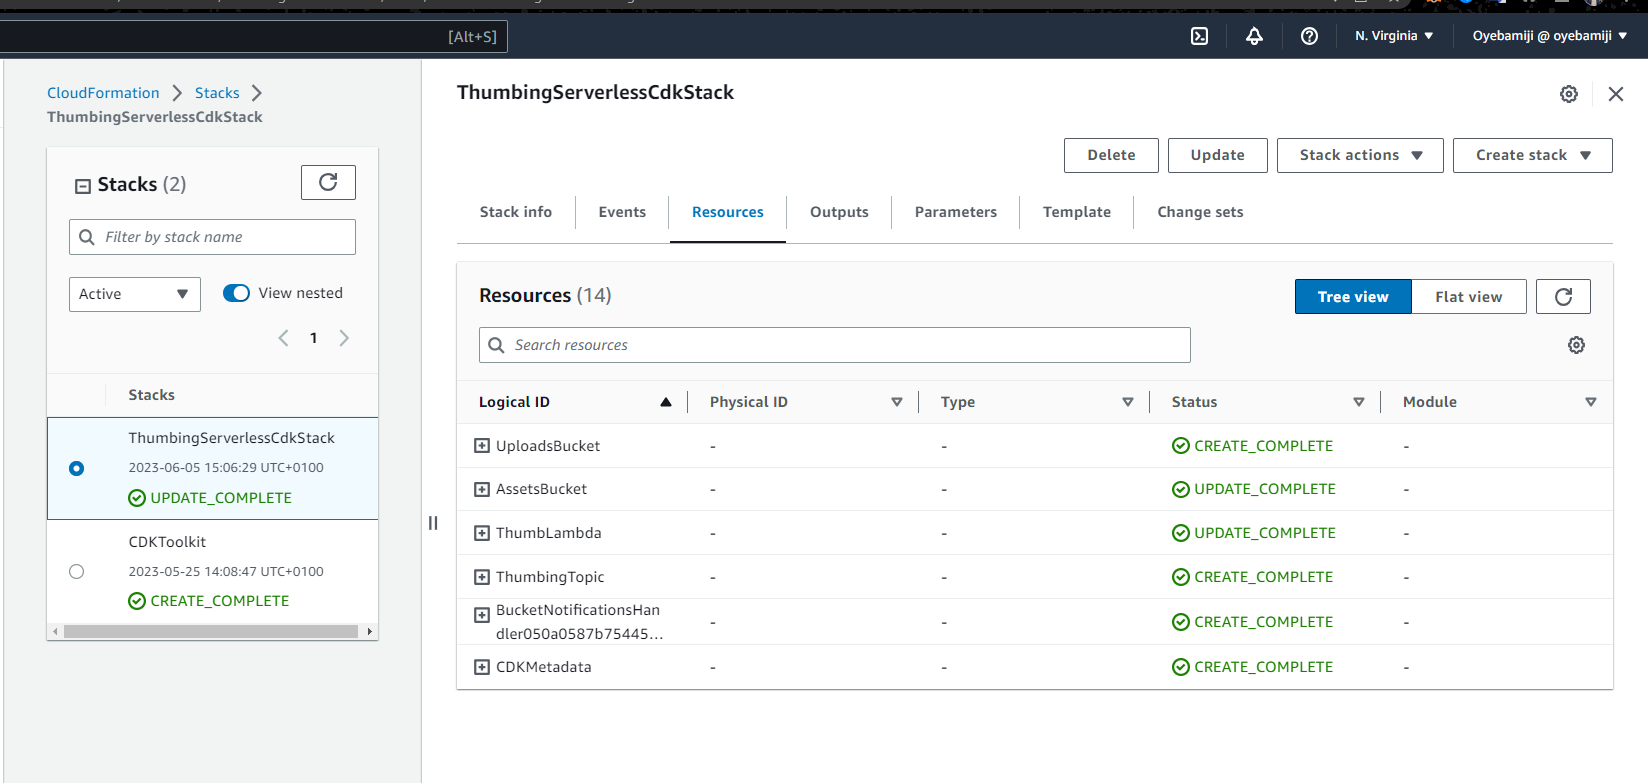 [Alt+S]
N. Virginia
Oyebamiji @ oyebamiji
CloudFormation
Stacks
ThumbingServerlessCdkStack
Stacks (2)
Filter by stack name
Active
View nested
1
Stacks
ThumbingServerlessCdkStack
2023-06-05 15:06:29 UTC+0100
UPDATE_COMPLETE
CDKToolkit
2023-05-25 14:08:47 UTC+0100
CREATE_COMPLETE
ThumbingServerlessCdkStack
Delete Update Stack actions Create stack
Stack info Events Resources Outputs Parameters Template Change sets
Resources (14)
Tree view Flat view
Search resources
Logical ID Physical ID Type Status Module
UploadsBucket - - CREATE_COMPLETE -
AssetsBucket - - UPDATE_COMPLETE -
ThumbLambda - - UPDATE_COMPLETE -
ThumbingTopic - - CREATE_COMPLETE -
BucketNotificationsHan
dler050a0587b75445... - - CREATE_COMPLETE -
CDKMetadata - - CREATE_COMPLETE -